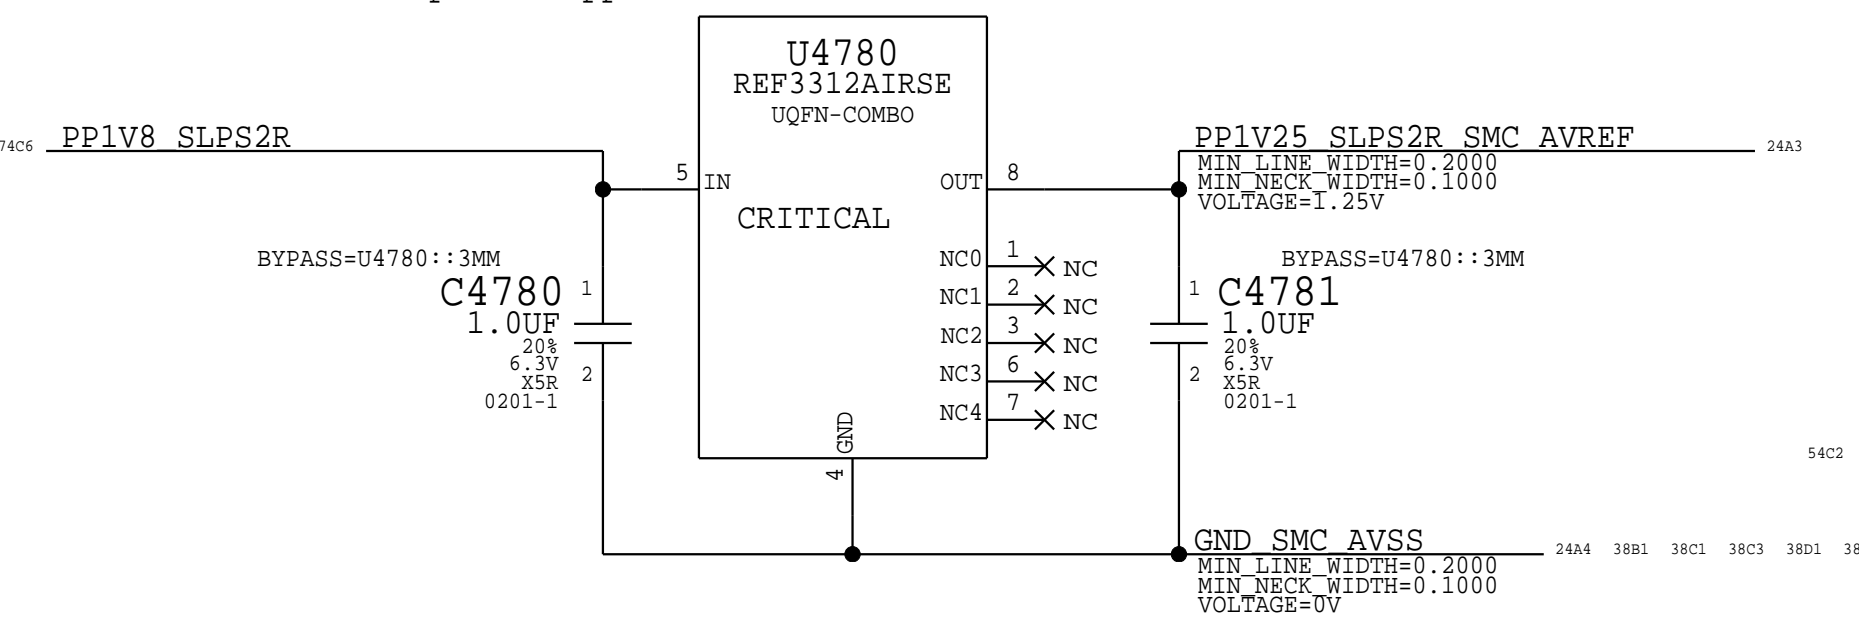 U4780
REF3312AIRSE
UQFN-COMBO
74C6 PP1V8_SLPS2R
PP1V25_SLPS2R_SMC_AVREF 24A3
MIN_LINE_WIDTH=0.2000
MIN_NECK_WIDTH=0.1000
VOLTAGE=1.25V
5 IN
OUT 8
CRITICAL
BYPASS=U4780::3MM
C4780 1
1.0UF
20%
6.3V
X5R 2
0201-1
NC0 1 NC
NC1 2 NC
NC2 3 NC
NC3 6 NC
NC4 7 NC
GND
4
BYPASS=U4780::3MM
1 C4781
1.0UF
20%
6.3V
2 X5R
0201-1
54C2
GND_SMC_AVSS 24A4 38B1 38C1 38C3 38D1 38
MIN_LINE_WIDTH=0.2000
MIN_NECK_WIDTH=0.1000
VOLTAGE=0V